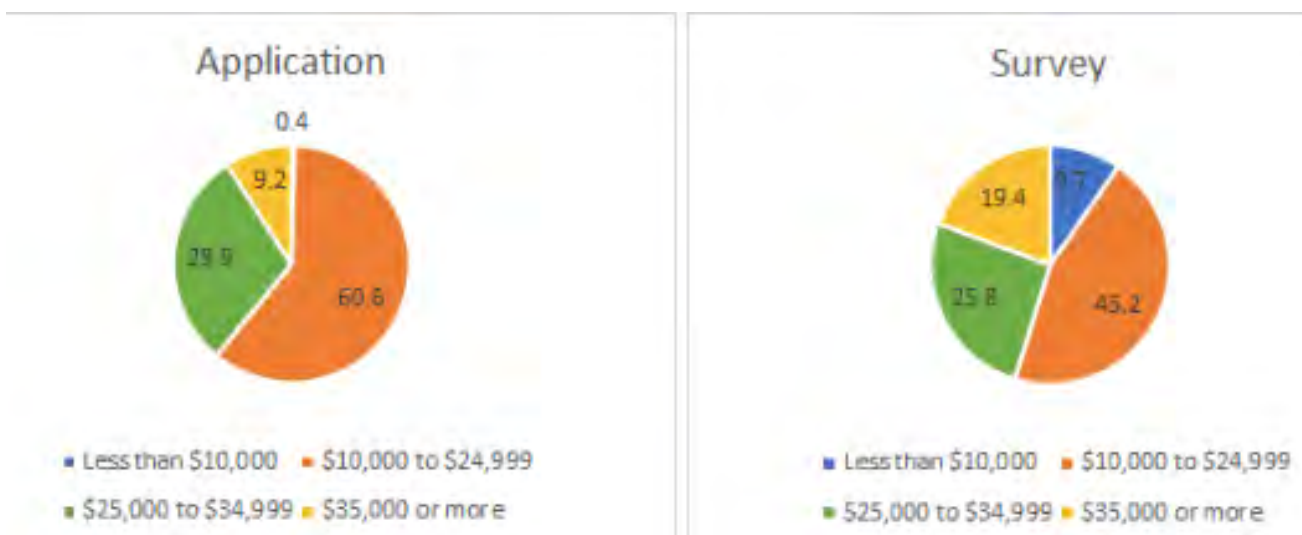 Application
0.4
9.2
29.9
60.6
■ Less than $10,000 ■ $10,000 to $24,999
■ $25,000 to $34,999 ■ $35,000 or more
Survey
9.7
19.4
25.8
45.2
■ Less than $10,000 ■ $10,000 to $24,999
■ $25,000 to $34,999 ■ $35,000 or more